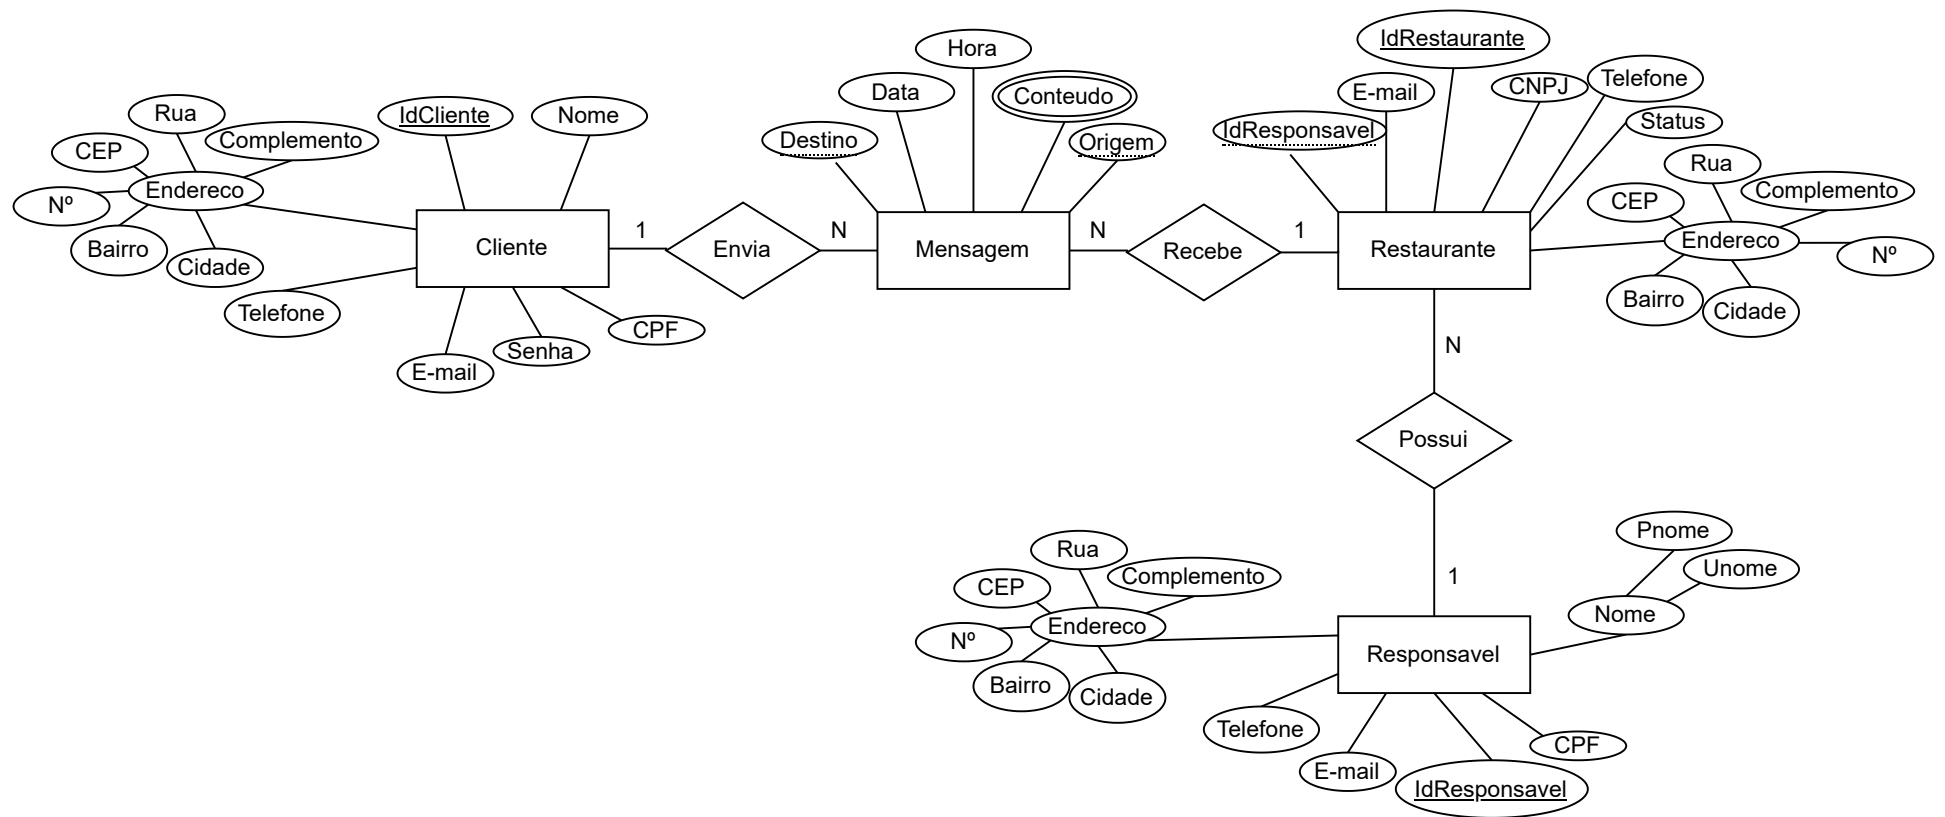 IdRestaurante
Hora
E-mail
CNPJ
Telefone
Data
Conteudo
Status
Rua
IdCliente
Nome
IdResponsavel
Destino
Origem
Complemento
CEP
Rua
Endereco
Complemento
Nº
CEP
Bairro
Cidade
Endereco
Nº
Bairro
Cidade
Cliente
1
Envia
N
Mensagem
N
Recebe
1
Restaurante
Telefone
CPF
Senha
E-mail
N
Possui
1
Pnome
Unome
Nome
Rua
CEP
Complemento
Endereco
Nº
Bairro
Cidade
Responsavel
Telefone
E-mail
CPF
IdResponsavel